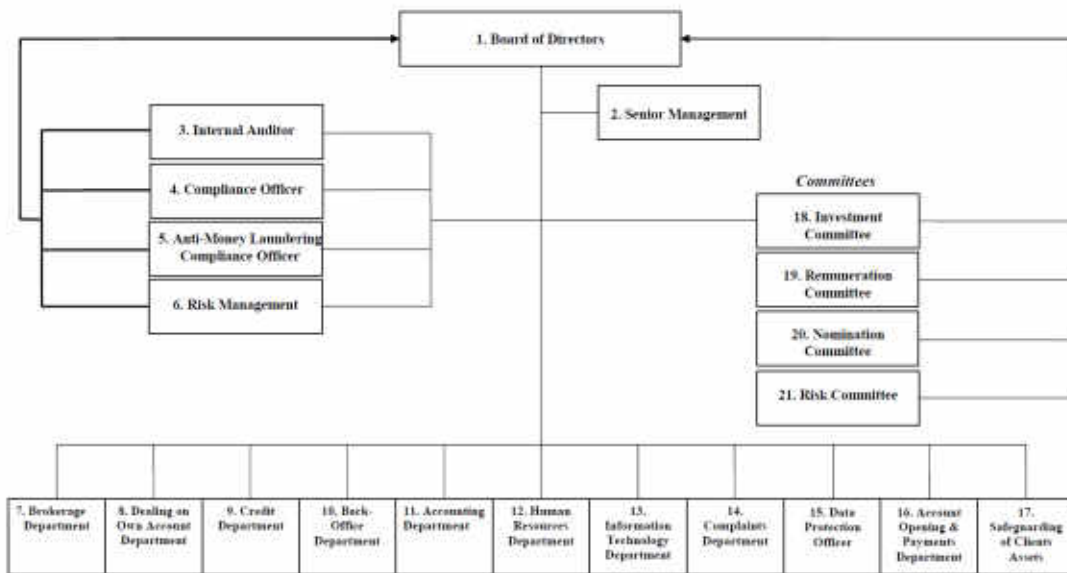 1. Board of Directors
2. Senior Management
3. Internal Auditor
4. Compliance Officer
5. Anti-Money Laundering
Compliance Officer
6. Risk Management
Committees
18. Investment
Committee
19. Remuneration
Committee
20. Nomination
Committee
21. Risk Committee
7. Brokerage
Department
8. Dealing on
Own Account
Department
9. Credit
Department
10. Back-
Office
Department
11. Accounting
Department
12. Human
Resources
Department
13.
Information
Technology
Department
14.
Complaints
Department
15. Data
Protection
Officer
16. Account
Opening &
Payments
Department
17.
Safeguarding
of Clients
Assets